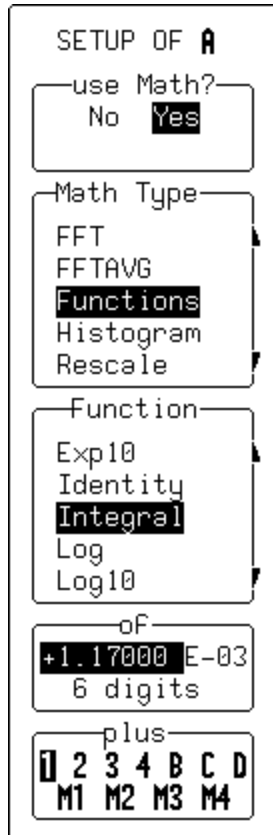 SETUP OF A
use Math?
No Yes
Math Type
FFT
FFTAVG
Functions
Histogram
Rescale
Function
Exp10
Identity
Integral
Log
Log10
of
+1.17000 E-03
6 digits
plus
1 2 3 4 B C D
M1 M2 M3 M4